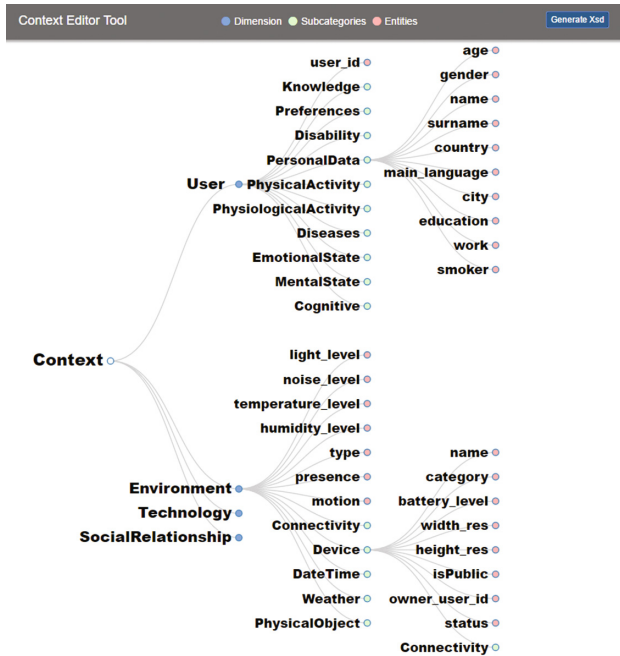 Context Editor Tool
Dimension
Subcategories
Entities
Generate Xsd
Context
User
user_id
Knowledge
Preferences
Disability
PersonalData
age
gender
name
surname
country
main_language
city
education
work
smoker
PhysicalActivity
PhysiologicalActivity
Diseases
EmotionalState
MentalState
Cognitive
Environment
light_level
noise_level
temperature_level
humidity_level
type
presence
motion
Connectivity
Device
name
category
battery_level
width_res
height_res
isPublic
owner_user_id
status
Connectivity
DateTime
Weather
PhysicalObject
Technology
SocialRelationship